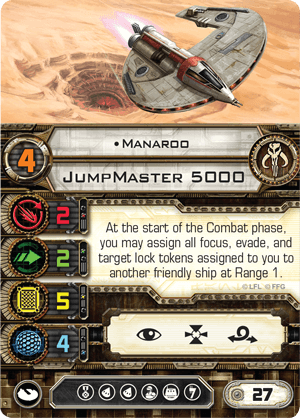 • Manaroo
4
JumpMaster 5000
2
2
5
4
At the start of the Combat phase,
you may assign all focus, evade, and
target lock tokens assigned to you to
another friendly ship at Range 1.
© LFL © FFG
27